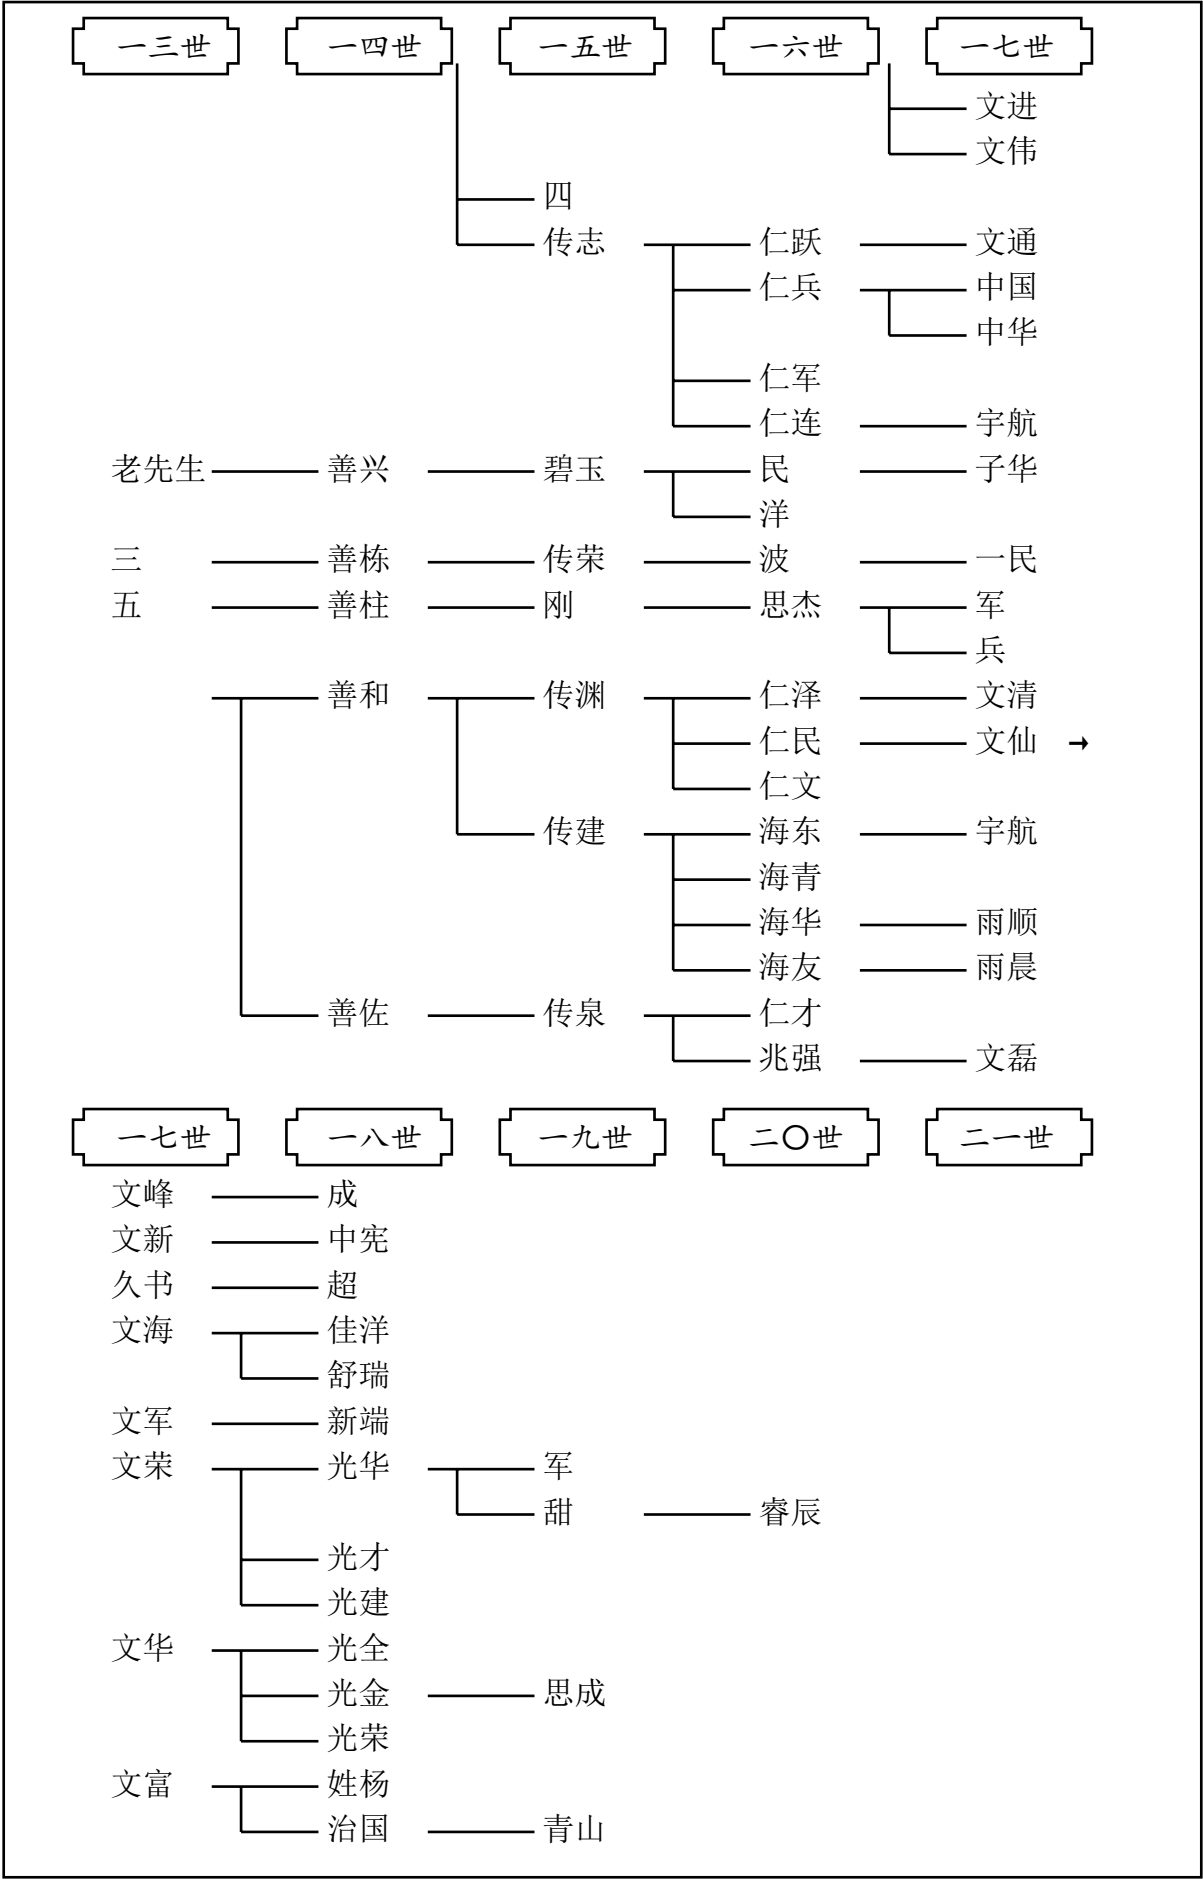 一三世 一四世 一五世 一六世 一七世
文进
文伟
四
传志 仁跃 文通
仁兵 中国
中华
仁军
仁连 宇航
老先生 善兴 碧玉 民 子华
洋
三 善栋 传荣 波 一民
五 善柱 刚 思杰 军
兵
善和 传渊 仁泽 文清
仁民 文仙 →
仁文
传建 海东 宇航
海青
海华 雨顺
海友 雨晨
善佐 传泉 仁才
兆强 文磊
一七世 一八世 一九世 二〇世 二一世
文峰 成
文新 中宪
久书 超
文海 佳洋
舒瑞
文军 新端
文荣 光华 军
甜 睿辰
光才
光建
文华 光全
光金 思成
光荣
文富 姓杨
治国 青山